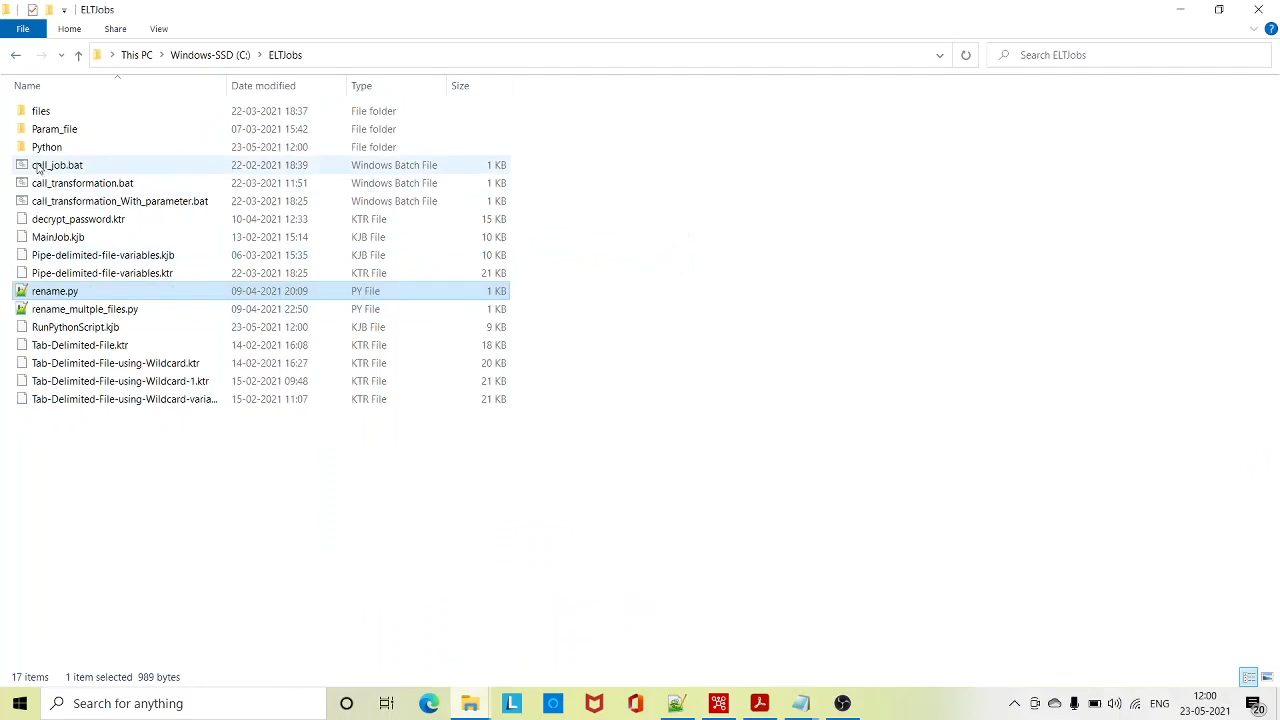 ELTJobs
File Home Share View
This PC Windows-SSD (C:) ELTJobs Search ELTJobs
Name Date modified Type Size
files 22-03-2021 18:37 File folder
Param_file 07-03-2021 15:42 File folder
Python 23-05-2021 12:00 File folder
call_job.bat 22-02-2021 18:39 Windows Batch File 1 KB
call_transformation.bat 22-03-2021 11:51 Windows Batch File 1 KB
call_transformation_With_parameter.bat 22-03-2021 18:25 Windows Batch File 1 KB
decrypt_password.ktr 10-04-2021 12:33 KTR File 15 KB
MainJob.kjb 13-02-2021 15:14 KJB File 10 KB
Pipe-delimited-file-variables.kjb 06-03-2021 15:35 KJB File 10 KB
Pipe-delimited-file-variables.ktr 22-03-2021 18:25 KTR File 21 KB
rename.py 09-04-2021 20:09 PY File 1 KB
rename_multple_files.py 09-04-2021 22:50 PY File 1 KB
RunPythonScript.kjb 23-05-2021 12:00 KJB File 9 KB
Tab-Delimited-File.ktr 14-02-2021 16:08 KTR File 18 KB
Tab-Delimited-File-using-Wildcard.ktr 14-02-2021 16:27 KTR File 20 KB
Tab-Delimited-File-using-Wildcard-1.ktr 15-02-2021 09:48 KTR File 21 KB
Tab-Delimited-File-using-Wildcard-varia... 15-02-2021 11:07 KTR File 21 KB
17 items 1 item selected 989 bytes
Search for anything L ENG 12:00
23-05-2021 20